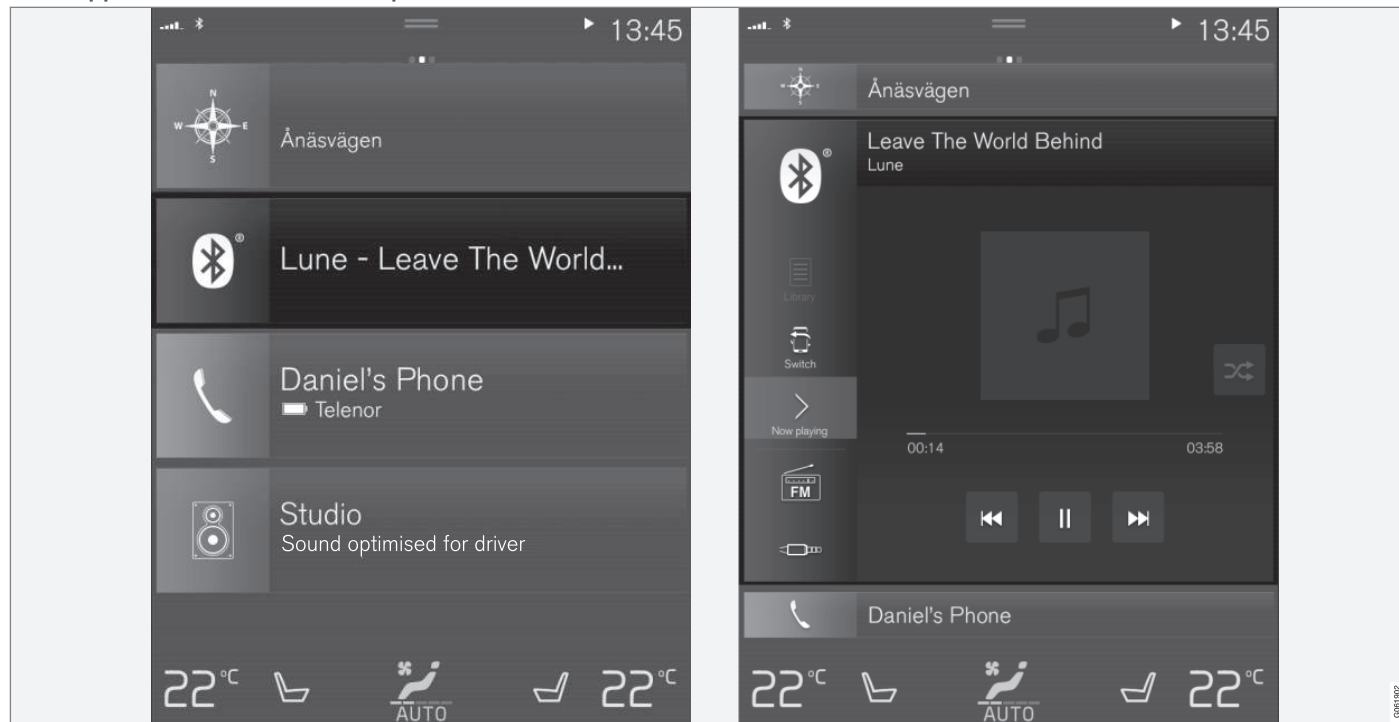 13:45
N
W E
S
Ånäsvägen
®
Lune - Leave The World...
Daniel's Phone
Telenor
Studio
Sound optimised for driver
22°C
AUTO
22°C
13:45
N
W E
S
Ånäsvägen
®
Leave The World Behind
Lune
Library
Switch
Now playing
00:14
03:58
FM
Daniel's Phone
22°C
AUTO
22°C